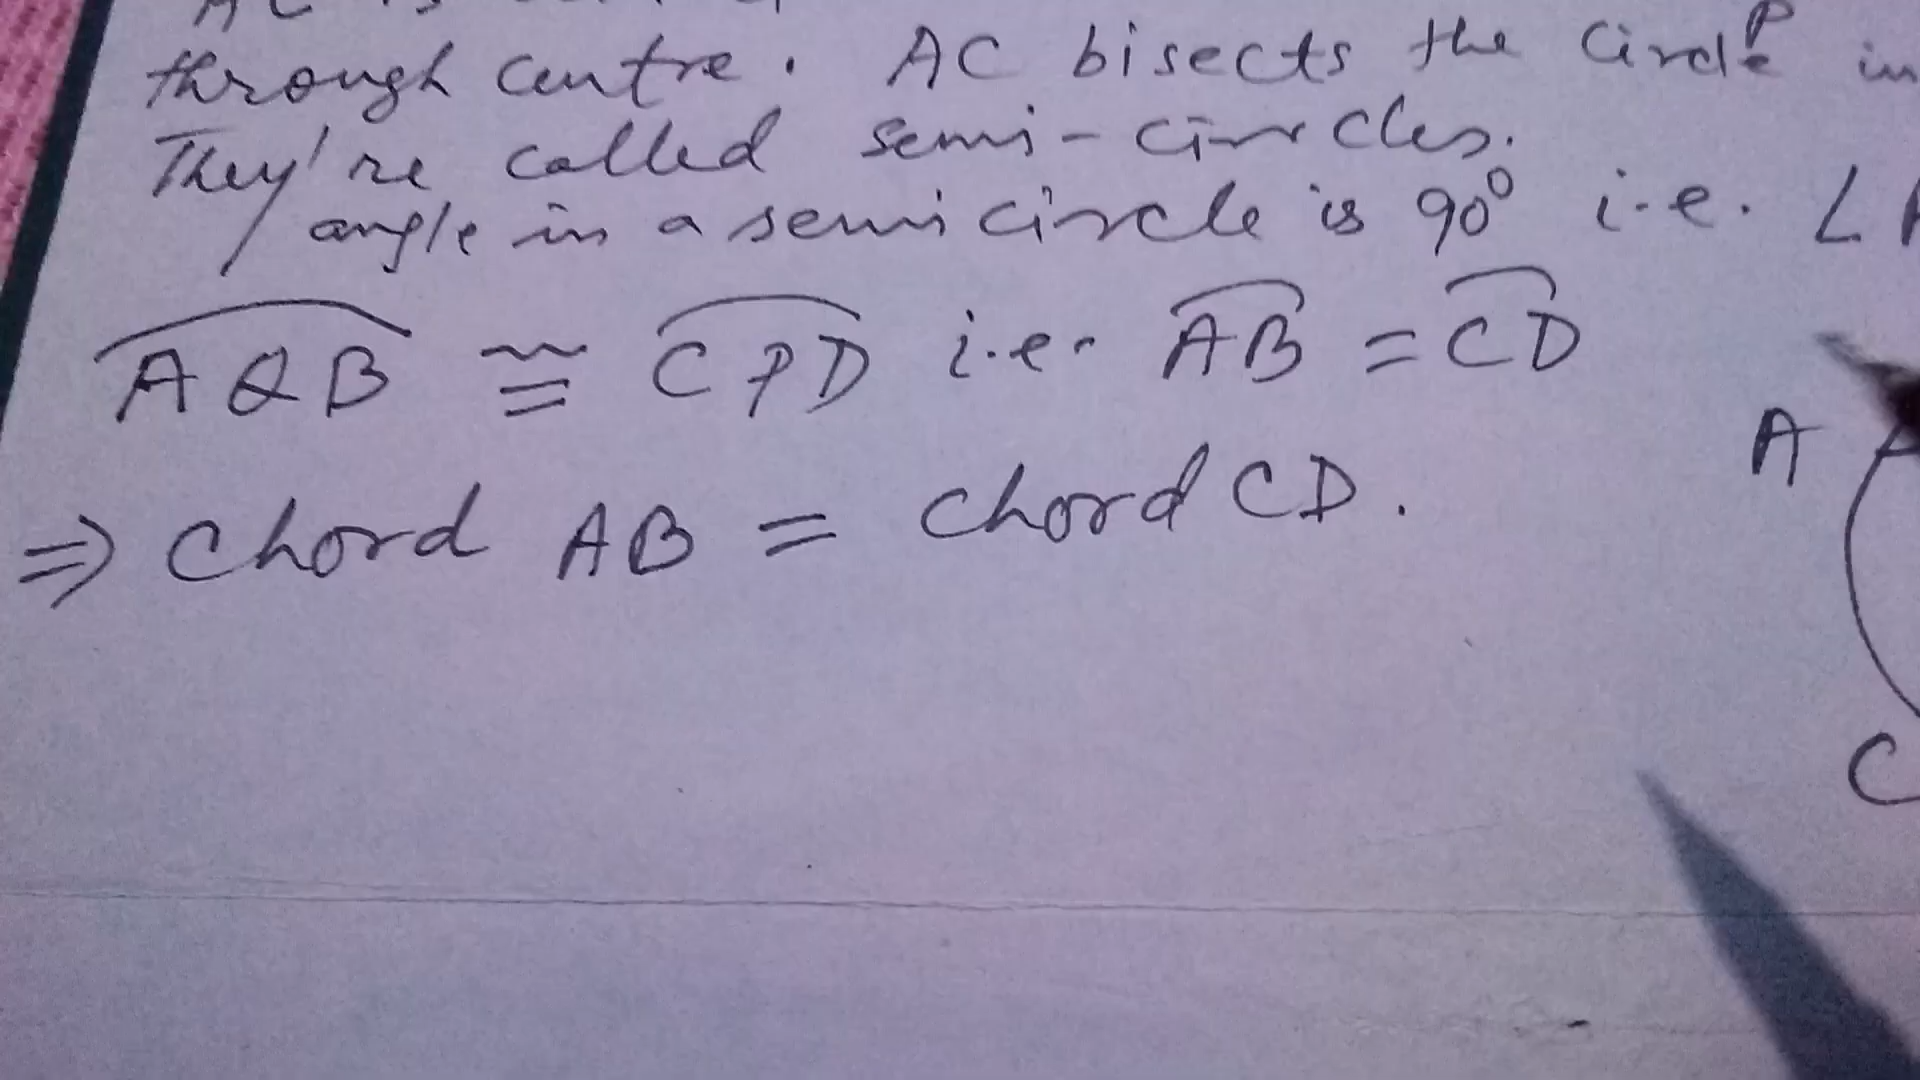 through centre. AC bisects the Circle in
They're called semi-circles.
angle in a semicircle is 90° i.e. ∠
AQB ≅ CPD i.e. AB = CD
⇒ Chord AB = Chord CD.
P
A
C